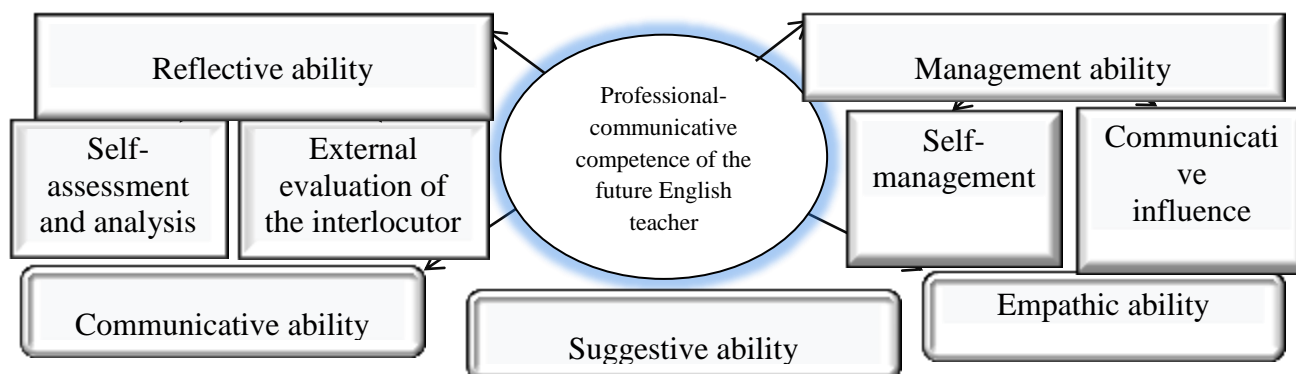 Reflective ability
Self-
assessment
and analysis
External
evaluation of
the interlocutor
Communicative ability
Professional-
communicative
competence of the
future English
teacher
Suggestive ability
Management ability
Self-
management
Communicati
ve
influence
Empathic ability